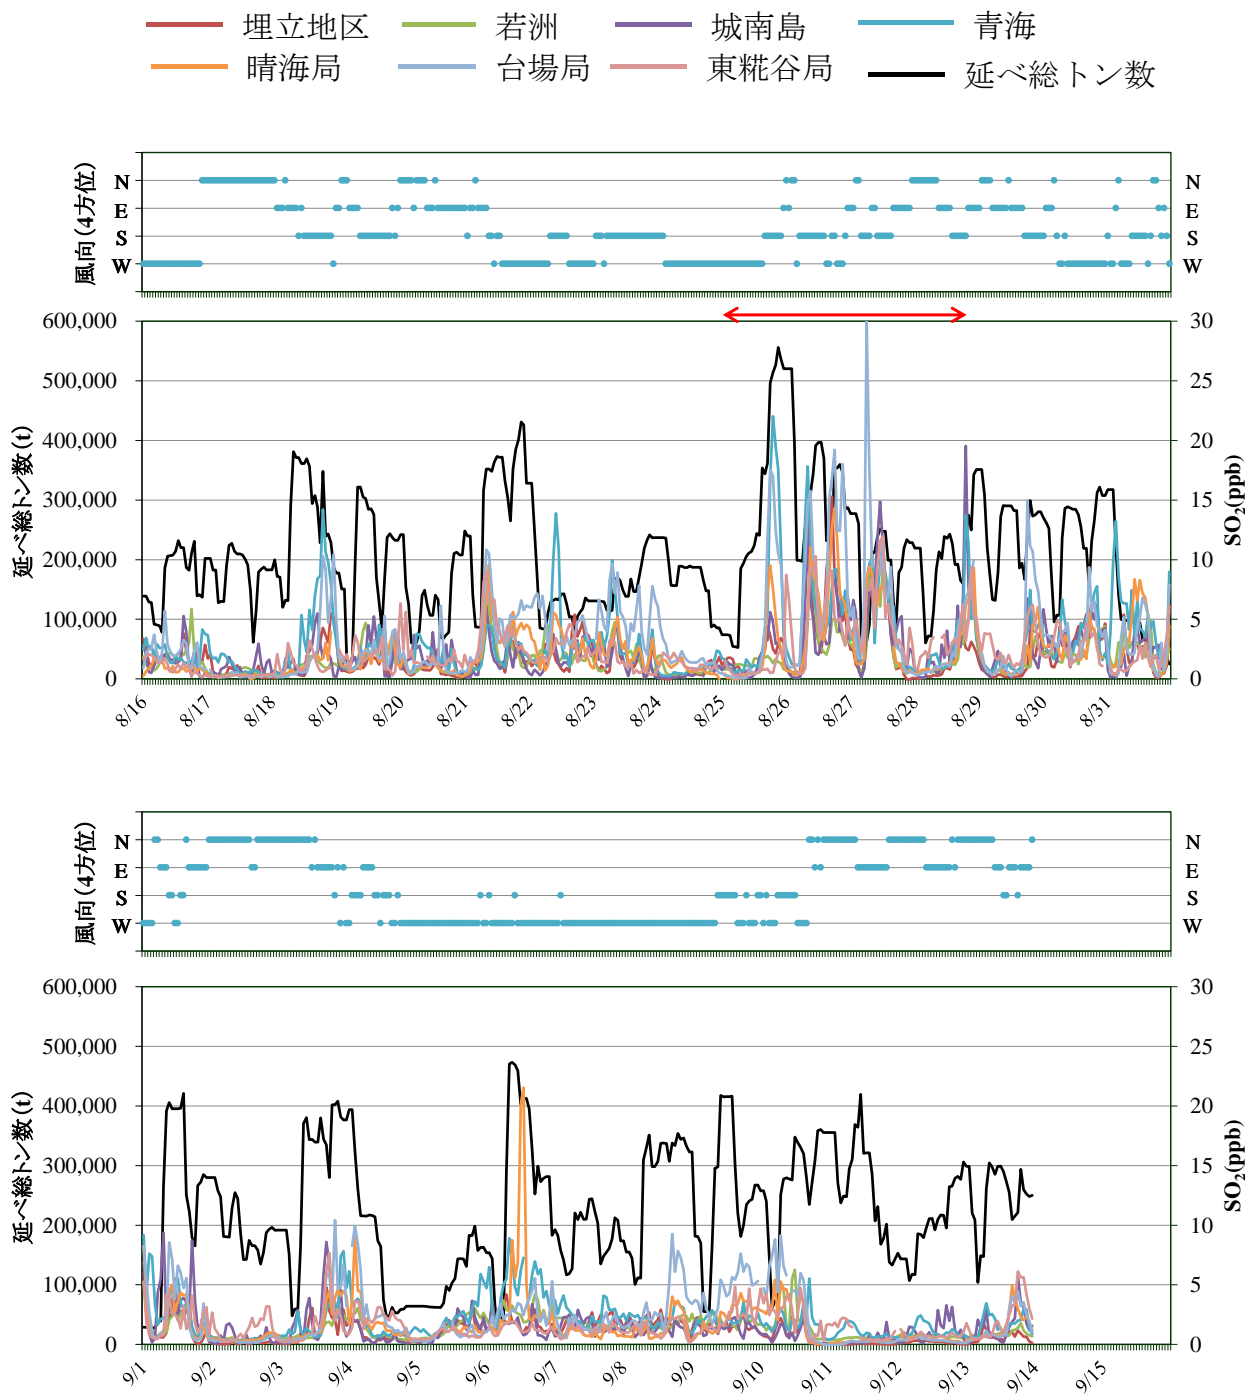 埋立地区 若洲 城南島 青海
晴海局 台場局 東糀谷局 延べ総トン数
風向(4方位)
N N
E E
S S
W W
延べ総トン数(t)
600,000 30
500,000 25
400,000 20
300,000 15
200,000 10
100,000 5
0 0
SO2(ppb)
8/16 8/17 8/18 8/19 8/20 8/21 8/22 8/23 8/24 8/25 8/26 8/27 8/28 8/29 8/30 8/31
風向(4方位)
N N
E E
S S
W W
延べ総トン数(t)
600,000 30
500,000 25
400,000 20
300,000 15
200,000 10
100,000 5
0 0
SO2(ppb)
9/1 9/2 9/3 9/4 9/5 9/6 9/7 9/8 9/9 9/10 9/11 9/12 9/13 9/14 9/15